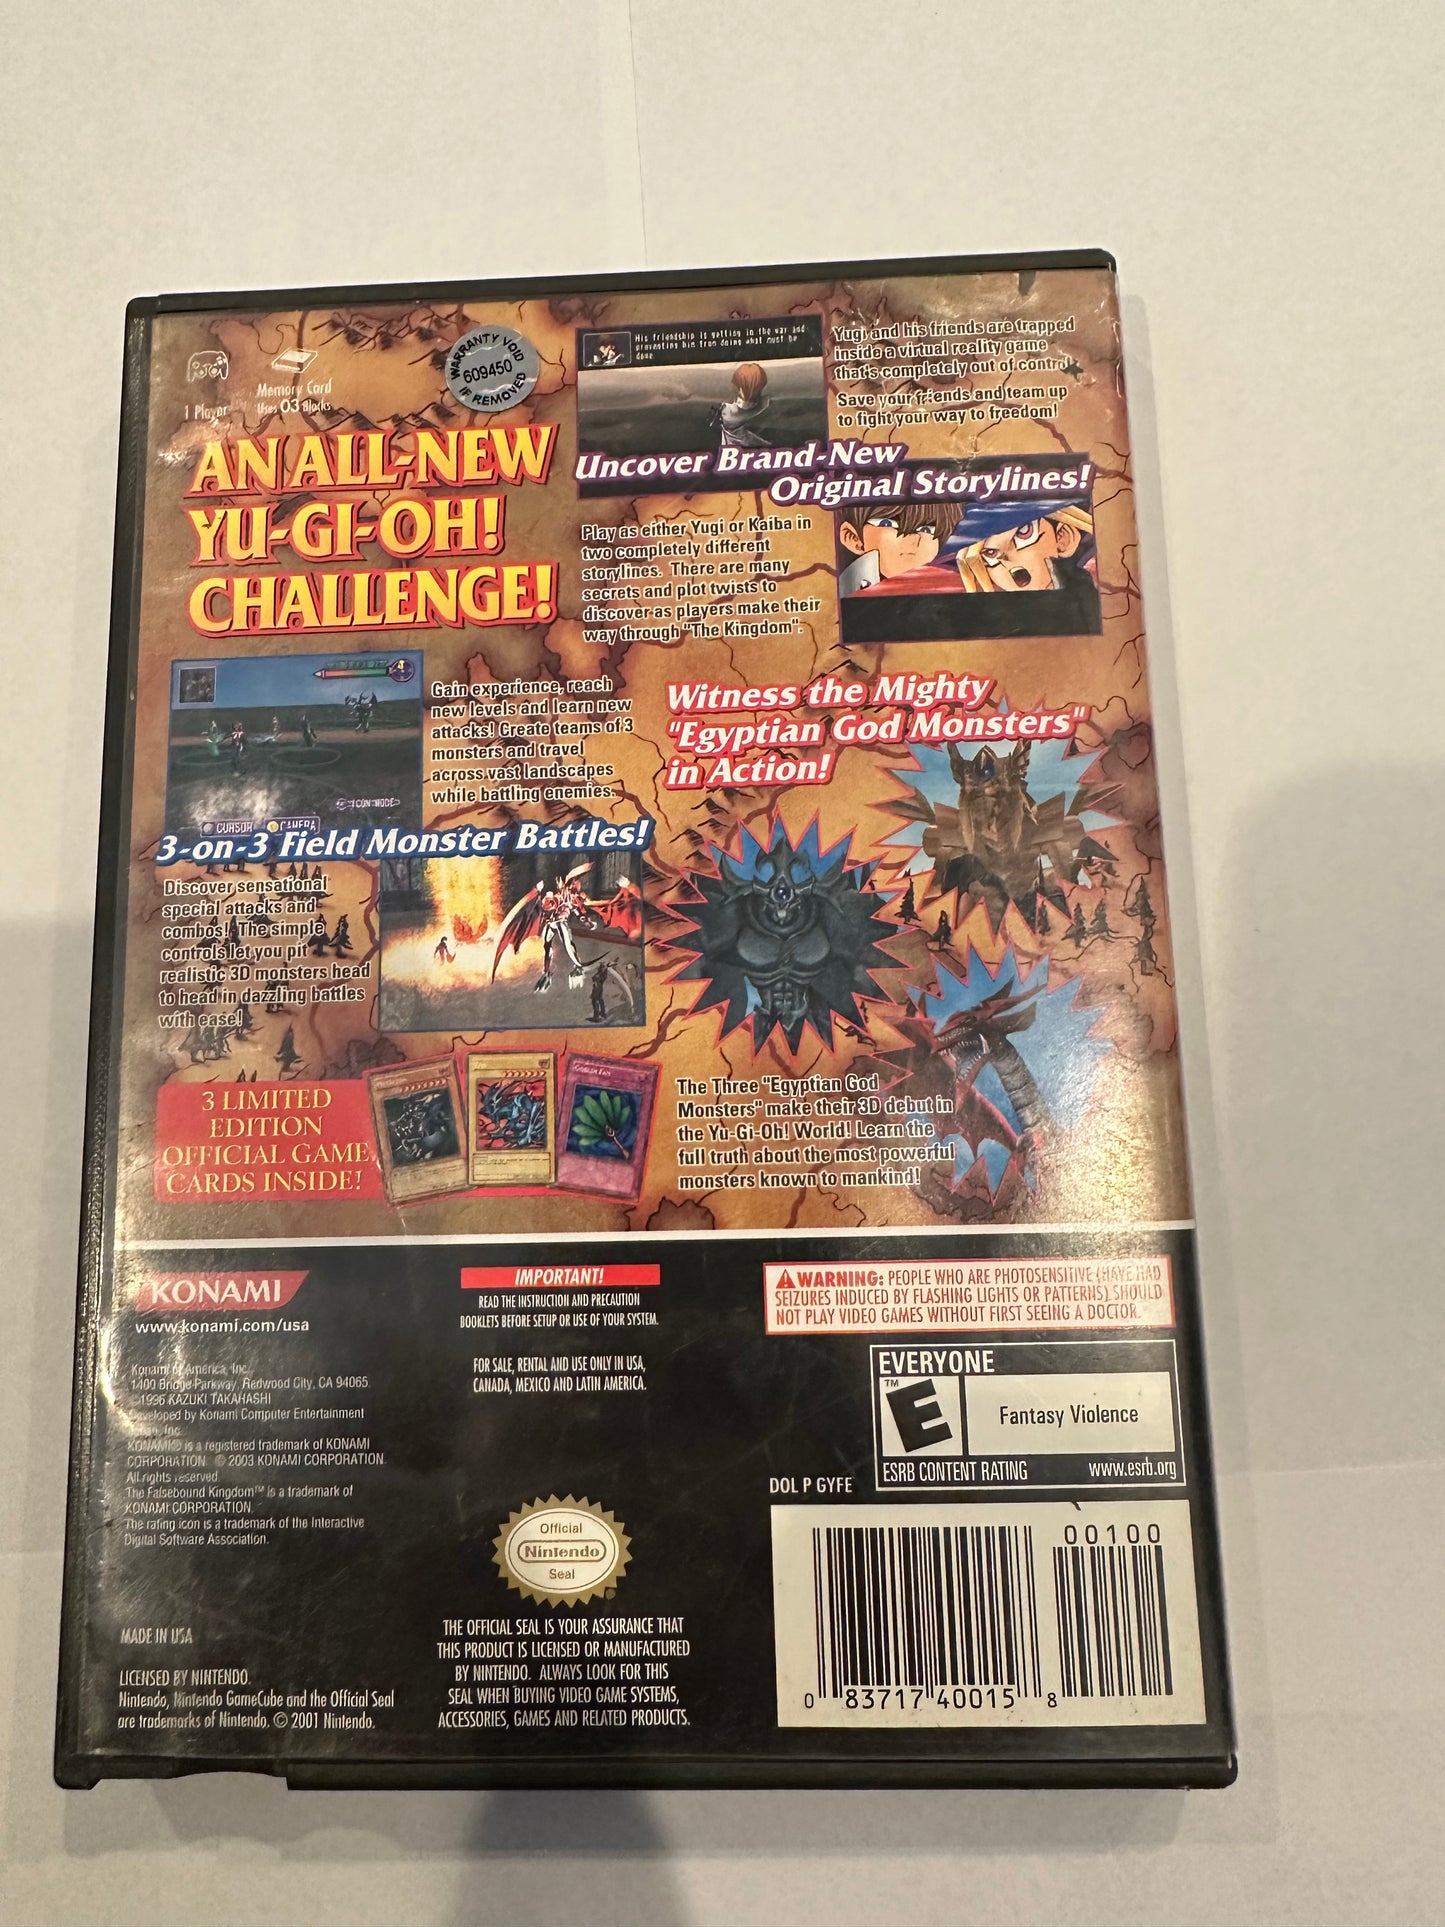 1 Player
Memory Card
Uses 03 Blocks
WARRANTY VOID
609450
IF REMOVED
AN ALL-NEW
YU-GI-OH!
CHALLENGE!
His friendship is getting in the way and
preventing him from doing what must be
done.
Yugi and his friends are trapped
inside a virtual reality game
that's completely out of control
Save your friends and team up
to fight your way to freedom!
Uncover Brand-New
Original Storylines!
Play as either Yugi or Kaiba in
two completely different
storylines. There are many
secrets and plot twists to
discover as players make their
way through "The Kingdom".
Gain experience, reach
new levels and learn new
attacks! Create teams of 3
monsters and travel
across vast landscapes
while battling enemies.
CURSOR CAMERA
3-on-3 Field Monster Battles!
Discover sensational
special attacks and
combos! The simple
controls let you pit
realistic 3D monsters head
to head in dazzling battles
with ease!
Witness the Mighty
"Egyptian God Monsters"
in Action!
The Three "Egyptian God
Monsters" make their 3D debut in
the Yu-Gi-Oh! World! Learn the
full truth about the most powerful
monsters known to mankind!
3 LIMITED
EDITION
OFFICIAL GAME
CARDS INSIDE!
GOBLIN FAN
KONAMI
www.konami.com/usa
Konami of America, Inc.
1400 Bridge Parkway, Redwood City, CA 94065.
©1996 KAZUKI TAKAHASHI
Developed by Konami Computer Entertainment
Japan, Inc.
KONAMI® is a registered trademark of KONAMI
CORPORATION. © 2003 KONAMI CORPORATION.
All rights reserved.
The Falsebound Kingdom™ is a trademark of
KONAMI CORPORATION.
The rating icon is a trademark of the Interactive
Digital Software Association.
MADE IN USA
LICENSED BY NINTENDO.
Nintendo, Nintendo GameCube and the Official Seal
are trademarks of Nintendo. © 2001 Nintendo.
IMPORTANT!
READ THE INSTRUCTION AND PRECAUTION
BOOKLETS BEFORE SETUP OR USE OF YOUR SYSTEM.
FOR SALE, RENTAL AND USE ONLY IN USA,
CANADA, MEXICO AND LATIN AMERICA.
Official
Nintendo
Seal
THE OFFICIAL SEAL IS YOUR ASSURANCE THAT
THIS PRODUCT IS LICENSED OR MANUFACTURED
BY NINTENDO. ALWAYS LOOK FOR THIS
SEAL WHEN BUYING VIDEO GAME SYSTEMS,
ACCESSORIES, GAMES AND RELATED PRODUCTS.
WARNING: PEOPLE WHO ARE PHOTOSENSITIVE (HAVE HAD
SEIZURES INDUCED BY FLASHING LIGHTS OR PATTERNS) SHOULD
NOT PLAY VIDEO GAMES WITHOUT FIRST SEEING A DOCTOR.
EVERYONE
E™
Fantasy Violence
ESRB CONTENT RATING www.esrb.org
DOL P GYFE
00100
0 83717 40015 8